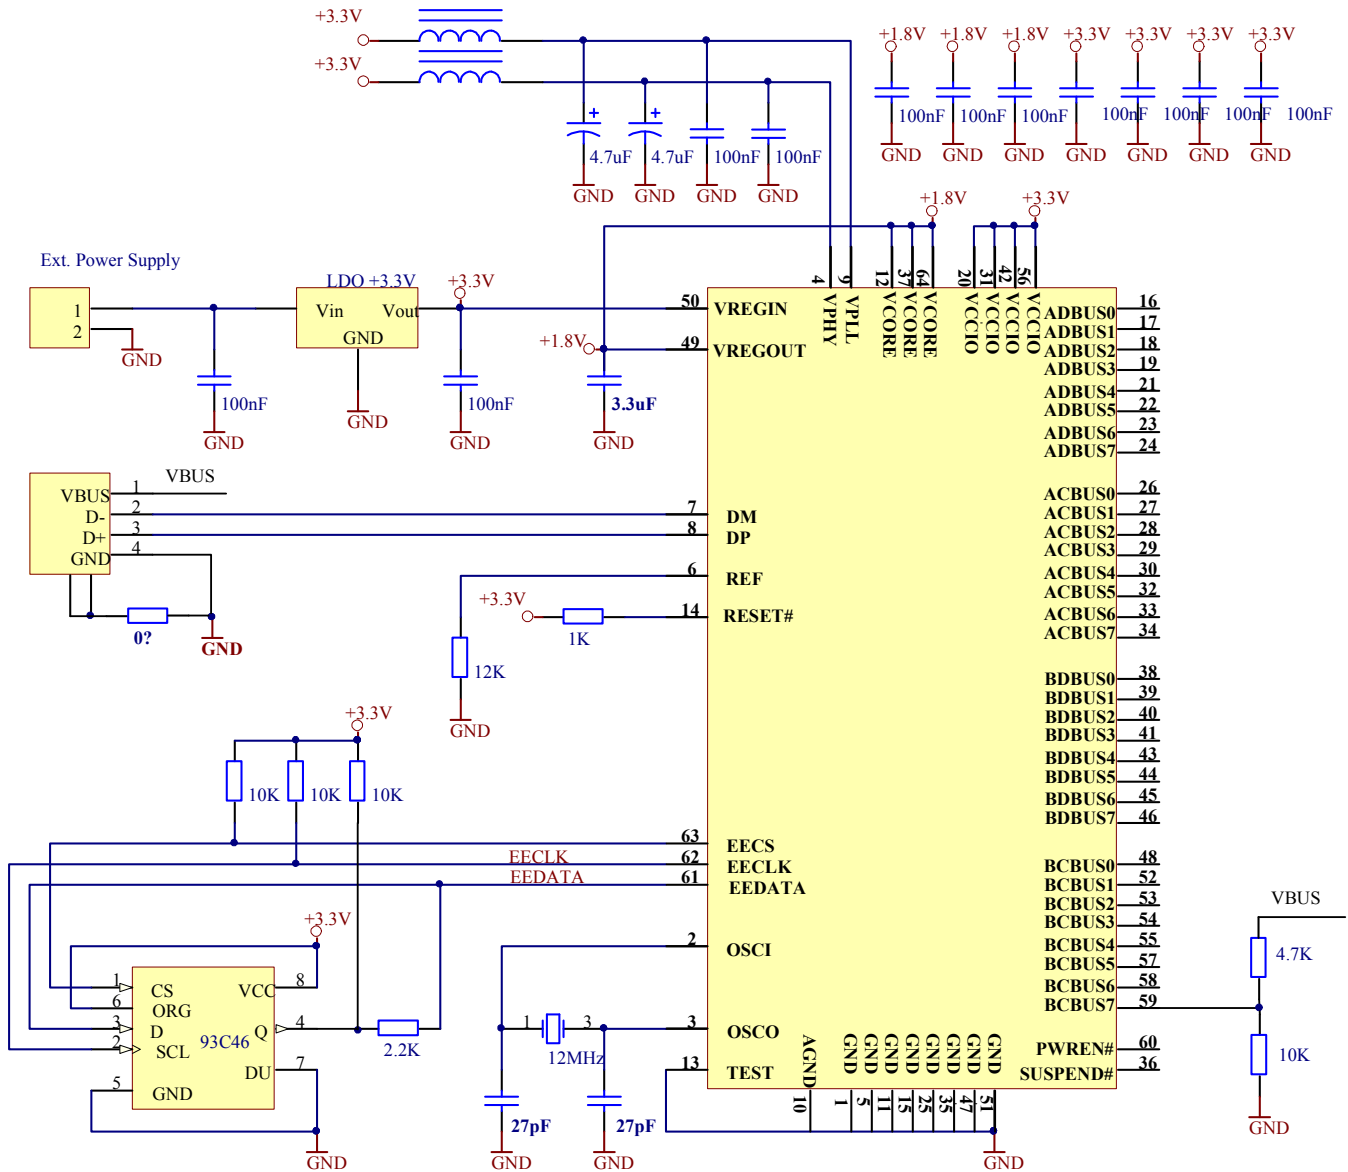 +3.3V
+3.3V
4.7uF
4.7uF
100nF
100nF
GND
GND
GND
GND
+1.8V
+1.8V
+1.8V
+3.3V
+3.3V
+3.3V
+3.3V
100nF
100nF
100nF
100nF
100nF
100nF
100nF
GND
GND
GND
GND
GND
GND
GND
+1.8V
+3.3V
Ext. Power Supply
1
2
GND
100nF
GND
LDO +3.3V
Vin
Vout
GND
GND
+3.3V
100nF
GND
+1.8V
3.3uF
GND
50
VREGIN
49
VREGOUT
4
VPHY
9
VPLL
12
VCORE
37
VCORE
64
VCORE
20
VCCIO
31
VCCIO
42
VCCIO
56
VCCIO
ADBUS0
16
ADBUS1
17
ADBUS2
18
ADBUS3
19
ADBUS4
21
ADBUS5
22
ADBUS6
23
ADBUS7
24
ACBUS0
26
ACBUS1
27
ACBUS2
28
ACBUS3
29
ACBUS4
30
ACBUS5
32
ACBUS6
33
ACBUS7
34
BDBUS0
38
BDBUS1
39
BDBUS2
40
BDBUS3
41
BDBUS4
43
BDBUS5
44
BDBUS6
45
BDBUS7
46
BCBUS0
48
BCBUS1
52
BCBUS2
53
BCBUS3
54
BCBUS4
55
BCBUS5
57
BCBUS6
58
BCBUS7
59
PWREN#
60
SUSPEND#
36
VBUS
4.7K
10K
GND
VBUS
1
VBUS
D-
2
D+
3
GND
4
0?
GND
7
DM
8
DP
6
REF
12K
GND
+3.3V
1K
14
RESET#
+3.3V
10K
10K
10K
63
EECS
EECLK
62
EECLK
EEDATA
61
EEDATA
+3.3V
1
CS
6
ORG
3
D
2
SCL
5
GND
93C46
VCC
8
Q
4
DU
7
2.2K
GND
2
OSCI
1
3
12MHz
3
OSCO
13
TEST
27pF
27pF
GND
GND
AGND
10
GND
1
GND
5
GND
11
GND
15
GND
25
GND
35
GND
47
GND
51
GND